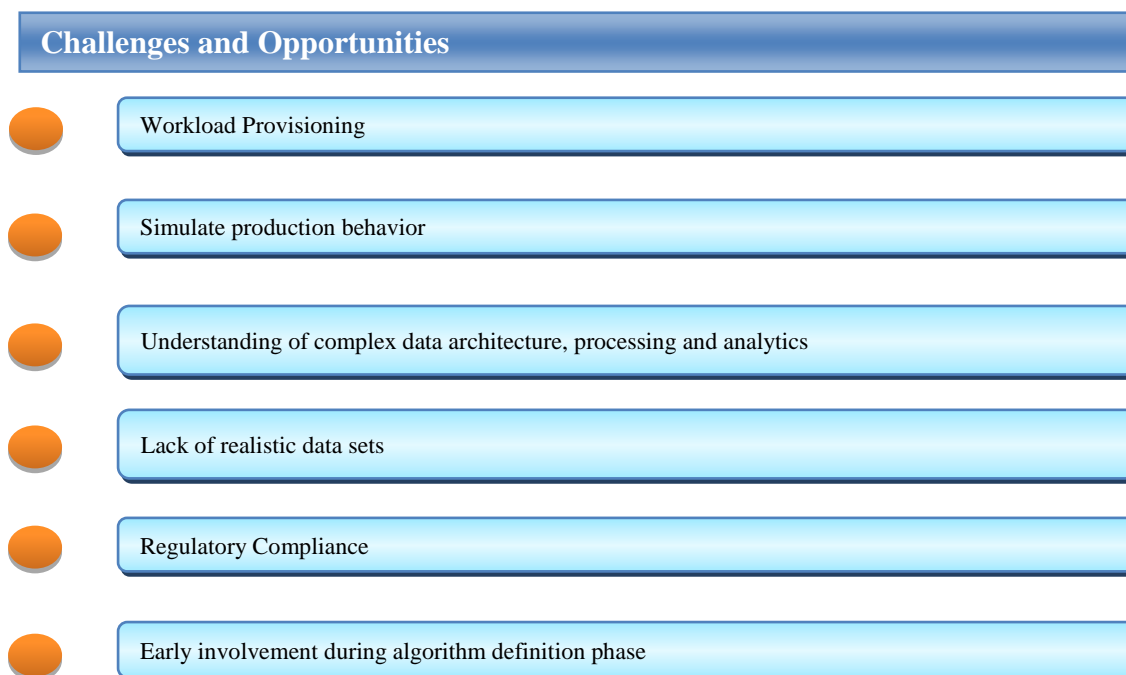 Challenges and Opportunities
Workload Provisioning
Simulate production behavior
Understanding of complex data architecture, processing and analytics
Lack of realistic data sets
Regulatory Compliance
Early involvement during algorithm definition phase